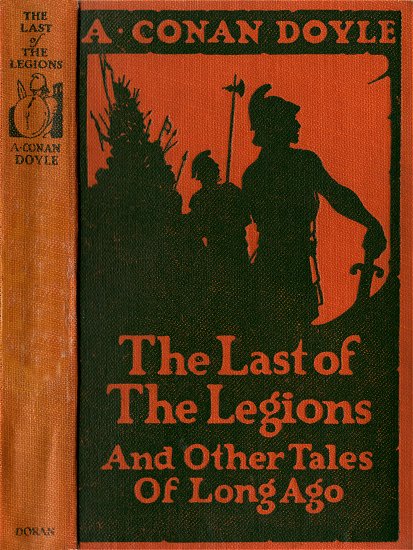 THE
LAST
of
THE
LEGIONS
A·CONAN
DOYLE
DORAN
A·CONAN DOYLE
The Last of
The Legions
And Other Tales
Of Long Ago